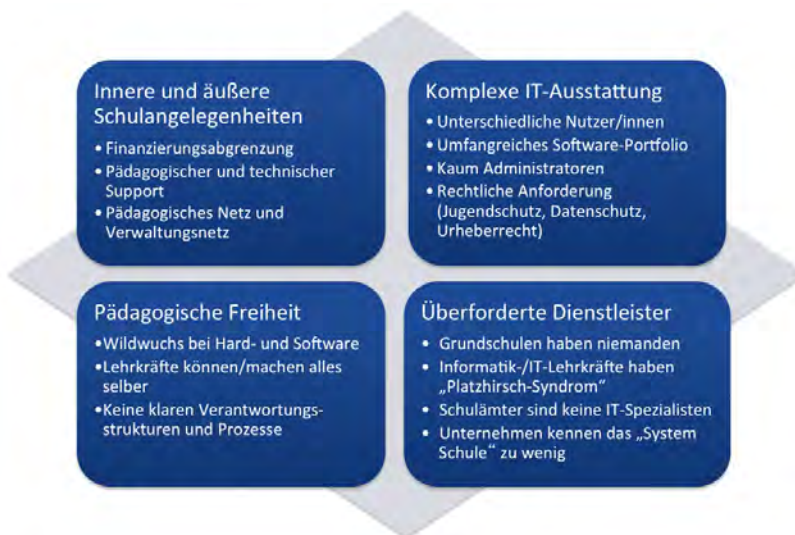 Innere und äußere
Schulangelegenheiten
• Finanzierungsabgrenzung
• Pädagogischer und technischer
Support
• Pädagogisches Netz und
Verwaltungsnetz
Komplexe IT-Ausstattung
• Unterschiedliche Nutzer/innen
• Umfangreiches Software-Portfolio
• Kaum Administratoren
• Rechtliche Anforderung
(Jugendschutz, Datenschutz,
Urheberrecht)
Pädagogische Freiheit
• Wildwuchs bei Hard- und Software
• Lehrkräfte können/machen alles
selber
• Keine klaren Verantwortungs-
strukturen und Prozesse
Überforderte Dienstleister
• Grundschulen haben niemanden
• Informatik-/IT-Lehrkräfte haben
„Platzhirsch-Syndrom“
• Schulämter sind keine IT-Spezialisten
• Unternehmen kennen das „System
Schule“ zu wenig